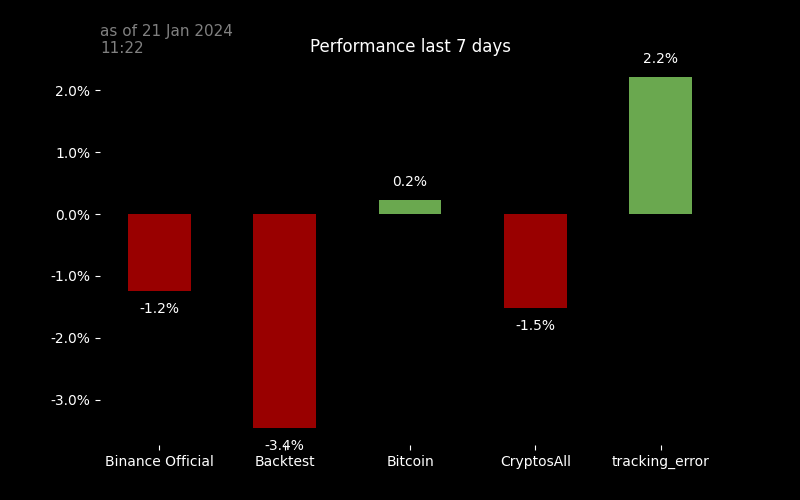 as of 21 Jan 2024
11:22
Performance last 7 days
2.2%
2.0%
1.0%
0.2%
0.0%
-1.0%
-1.2%
-1.5%
-2.0%
-3.0%
-3.4%
Binance Official
Backtest
Bitcoin
CryptosAll
tracking_error